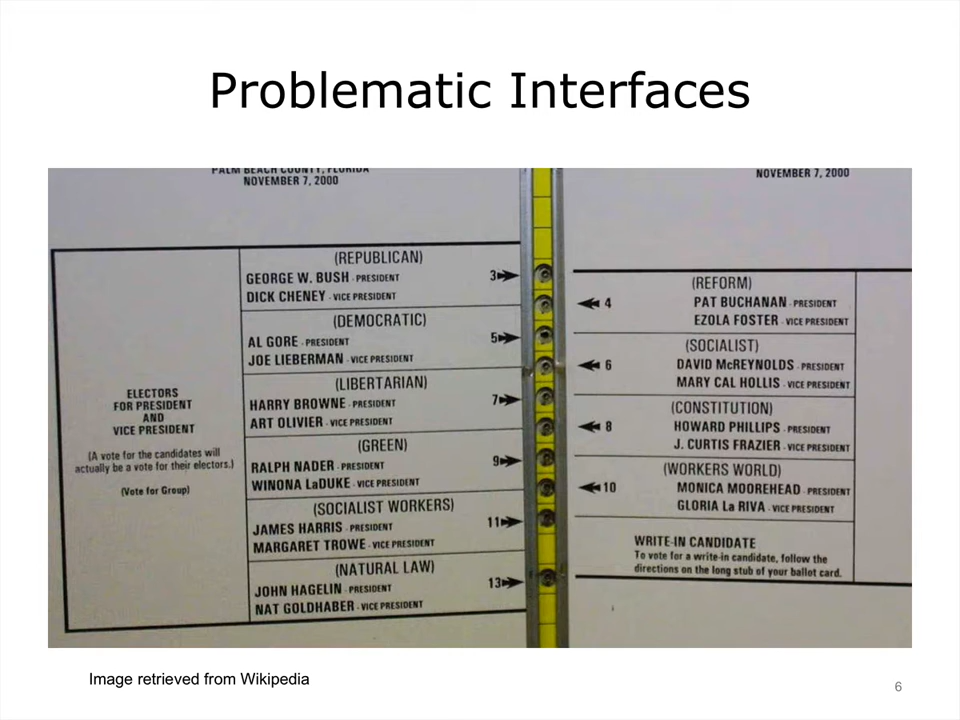 Problematic Interfaces
PALM BEACH COUNTY, FLORIDA
NOVEMBER 7, 2000
ELECTORS
FOR PRESIDENT
AND
VICE PRESIDENT
(A vote for the candidates will
actually be a vote for their electors.)
(Vote for Group)
(REPUBLICAN)
GEORGE W. BUSH - PRESIDENT
DICK CHENEY - VICE PRESIDENT
3
(DEMOCRATIC)
AL GORE - PRESIDENT
JOE LIEBERMAN - VICE PRESIDENT
5
(LIBERTARIAN)
HARRY BROWNE - PRESIDENT
ART OLIVIER - VICE PRESIDENT
7
(GREEN)
RALPH NADER - PRESIDENT
WINONA LaDUKE - VICE PRESIDENT
9
(SOCIALIST WORKERS)
JAMES HARRIS - PRESIDENT
MARGARET TROWE - VICE PRESIDENT
11
(NATURAL LAW)
JOHN HAGELIN - PRESIDENT
NAT GOLDHABER - VICE PRESIDENT
13
NOVEMBER 7, 2000
(REFORM)
4 PAT BUCHANAN - PRESIDENT
EZOLA FOSTER - VICE PRESIDENT
(SOCIALIST)
6 DAVID McREYNOLDS - PRESIDENT
MARY CAL HOLLIS - VICE PRESIDENT
(CONSTITUTION)
8 HOWARD PHILLIPS - PRESIDENT
J. CURTIS FRAZIER - VICE PRESIDENT
(WORKERS WORLD)
10 MONICA MOOREHEAD - PRESIDENT
GLORIA La RIVA - VICE PRESIDENT
WRITE-IN CANDIDATE
To vote for a write-in candidate, follow the
directions on the long stub of your ballot card.
Image retrieved from Wikipedia
6